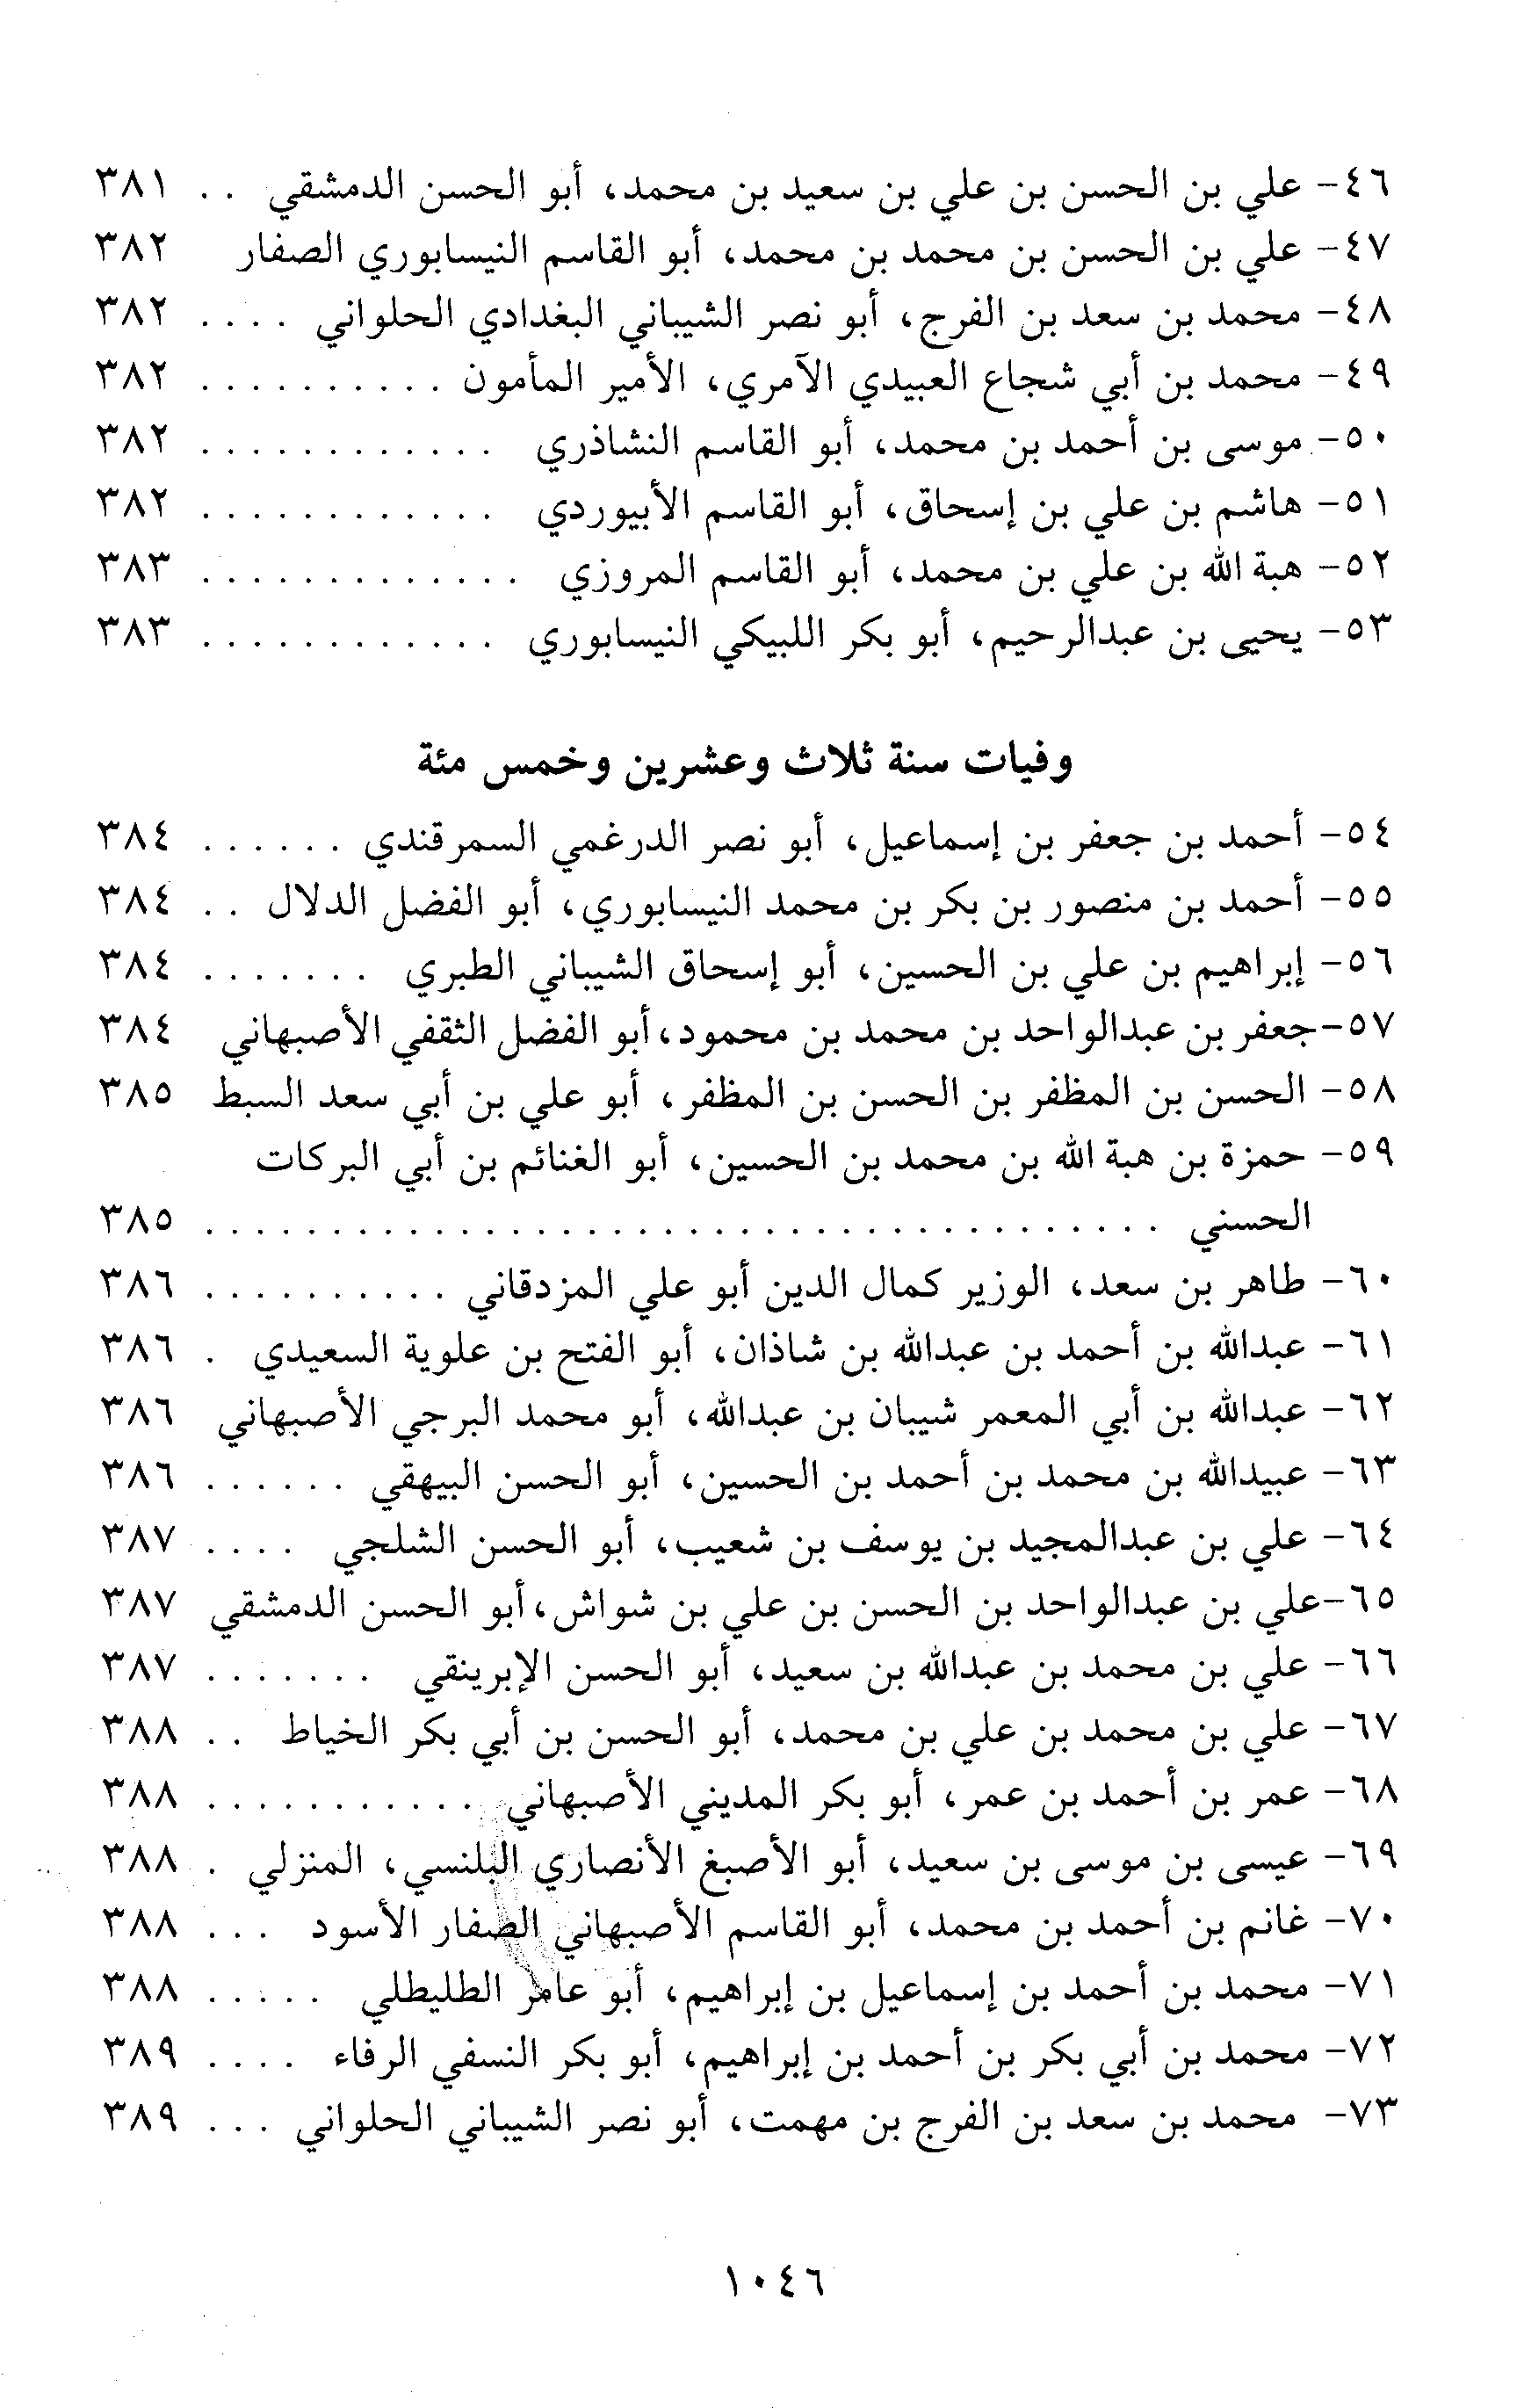 ٤٦- علي بن الحسن بن علي بن سعيد بن محمد، أبو الحسن الدمشقي . . ٣٨١
٤٧- علي بن الحسن بن محمد بن محمد، أبو القاسم النيسابوري الصفار ٣٨٢
٤٨- محمد بن سعد بن الفرج، أبو نصر الشيباني البغدادي الحلواني . . . . ٣٨٢
٤٩- محمد بن أبي شجاع العبيدي الآمري، الأمير المأمون . . . . . . . . . . ٣٨٢
٥٠- موسى بن أحمد بن محمد، أبو القاسم النشاذري . . . . . . . . . . . . ٣٨٢
٥١- هاشم بن علي بن إسحاق، أبو القاسم الأبيوردي . . . . . . . . . . . . ٣٨٢
٥٢- هبة الله بن علي بن محمد، أبو القاسم المروزي . . . . . . . . . . . . . ٣٨٣
٥٣- يحيى بن عبدالرحيم، أبو بكر اللبيكي النيسابوري . . . . . . . . . . . . ٣٨٣
وفيات سنة ثلاث وعشرين وخمس مئة
٥٤- أحمد بن جعفر بن إسماعيل، أبو نصر الدرغمي السمرقندي . . . . . . ٣٨٤
٥٥- أحمد بن منصور بن بكر بن محمد النيسابوري، أبو الفضل الدلال . . ٣٨٤
٥٦- إبراهيم بن علي بن الحسين، أبو إسحاق الشيباني الطبري . . . . . . . ٣٨٤
٥٧-جعفر بن عبدالواحد بن محمد بن محمود،أبو الفضل الثقفي الأصبهاني ٣٨٤
٥٨- الحسن بن المظفر بن الحسن بن المظفر، أبو علي بن أبي سعد السبط ٣٨٥
٥٩- حمزة بن هبة الله بن محمد بن الحسين، أبو الغنائم بن أبي البركات
الحسني . . . . . . . . . . . . . . . . . . . . . . . . . . . . . . . . . . . . . . ٣٨٥
٦٠- طاهر بن سعد، الوزير كمال الدين أبو علي المزدقاني . . . . . . . . . . ٣٨٦
٦١- عبدالله بن أحمد بن عبدالله بن شاذان، أبو الفتح بن علوية السعيدي . ٣٨٦
٦٢- عبدالله بن أبي المعمر شيبان بن عبدالله، أبو محمد البرجي الأصبهاني ٣٨٦
٦٣- عبيدالله بن محمد بن أحمد بن الحسين، أبو الحسن البيهقي . . . . . . ٣٨٦
٦٤- علي بن عبدالمجيد بن يوسف بن شعيب، أبو الحسن الشلجي . . . . ٣٨٧
٦٥-علي بن عبدالواحد بن الحسن بن علي بن شواش،أبو الحسن الدمشقي ٣٨٧
٦٦- علي بن محمد بن عبدالله بن سعيد، أبو الحسن الإبرينقي . . . . . . . ٣٨٧
٦٧- علي بن محمد بن علي بن محمد، أبو الحسن بن أبي بكر الخياط . . ٣٨٨
٦٨- عمر بن أحمد بن عمر، أبو بكر المديني الأصبهاني . . . . . . . . . . . ٣٨٨
٦٩- عيسى بن موسى بن سعيد، أبو الأصبغ الأنصاري البلنسي، المنزلي . ٣٨٨
٧٠- غانم بن أحمد بن محمد، أبو القاسم الأصبهاني الصفار الأسود . . . ٣٨٨
٧١- محمد بن أحمد بن إسماعيل بن إبراهيم، أبو عامر الطليطلي . . . . . ٣٨٨
٧٢- محمد بن أبي بكر بن أحمد بن إبراهيم، أبو بكر النسفي الرفاء . . . . ٣٨٩
٧٣- محمد بن سعد بن الفرج بن مهمت، أبو نصر الشيباني الحلواني . . . ٣٨٩
١٠٤٦